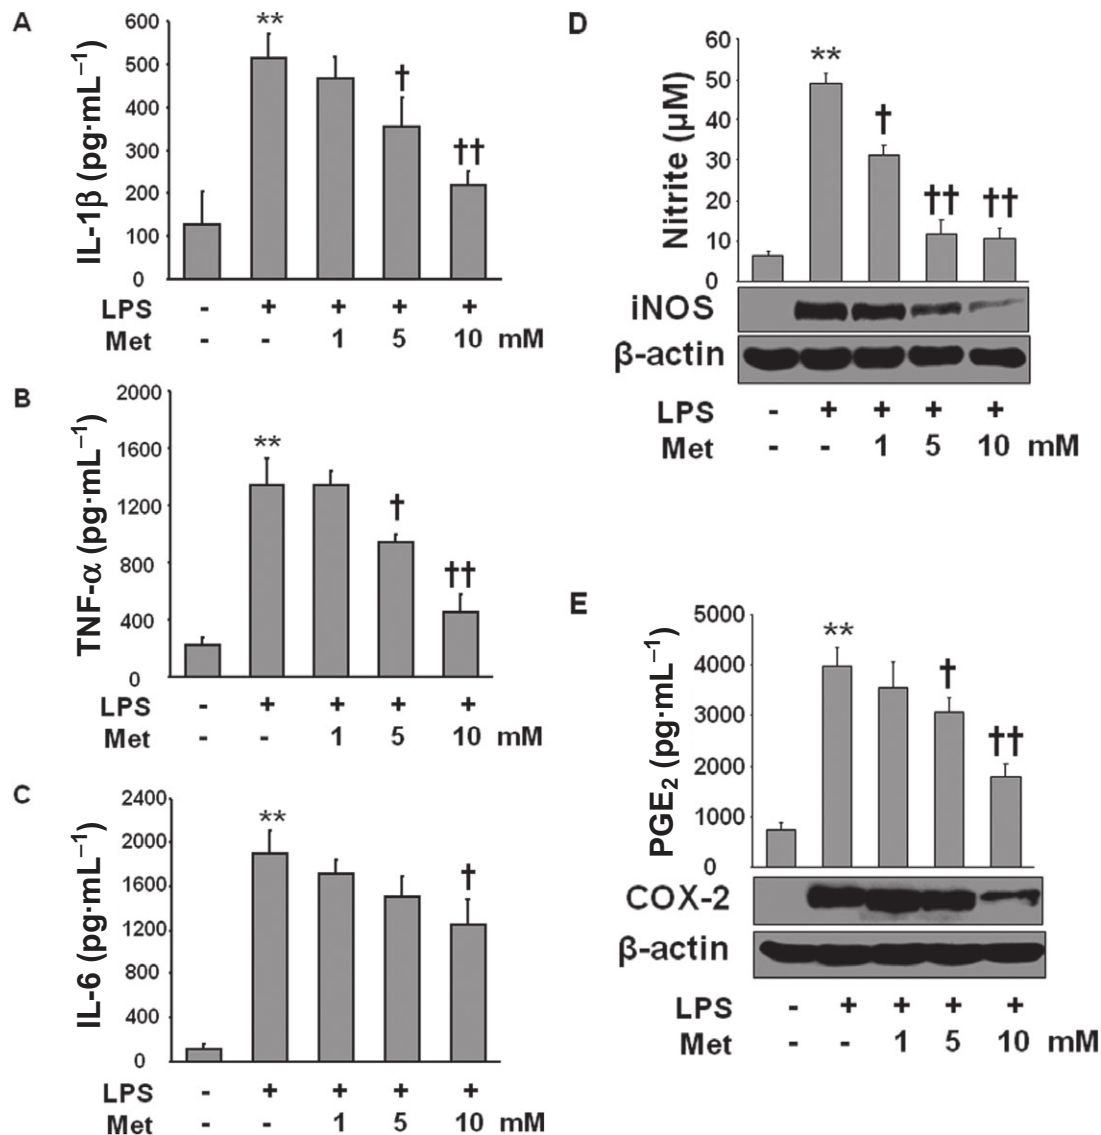 A
IL-1β (pg·mL⁻¹)
600
500
400
300
200
100
0
**
†
††
LPS - + + + +
Met - - 1 5 10 mM
B
TNF-α (pg·mL⁻¹)
2000
1600
1200
800
400
0
**
†
††
LPS - + + + +
Met - - 1 5 10 mM
C
IL-6 (pg·mL⁻¹)
2400
2000
1600
1200
800
400
0
**
†
LPS - + + + +
Met - - 1 5 10 mM
D
Nitrite (µM)
60
50
40
30
20
10
0
**
†
††
††
iNOS
β-actin
LPS - + + + +
Met - - 1 5 10 mM
E
PGE₂ (pg·mL⁻¹)
5000
4000
3000
2000
1000
0
**
†
††
COX-2
β-actin
LPS - + + + +
Met - - 1 5 10 mM